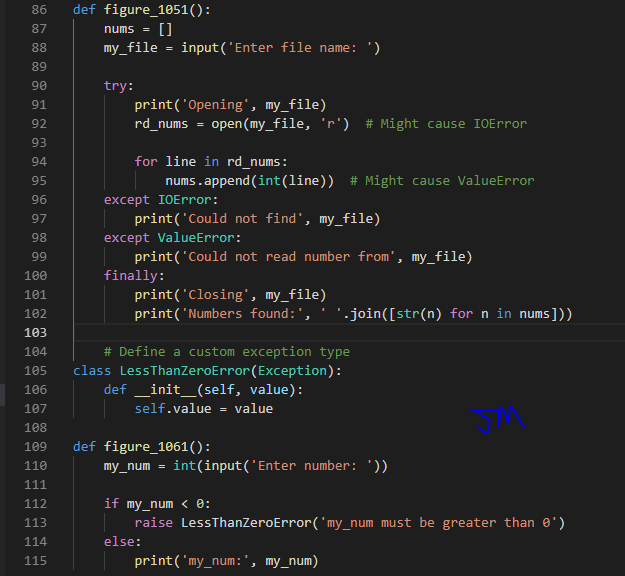 86 def figure_1051():
87     nums = []
88     my_file = input('Enter file name: ')
89
90     try:
91         print('Opening', my_file)
92         rd_nums = open(my_file, 'r')  # Might cause IOError
93
94         for line in rd_nums:
95             nums.append(int(line))  # Might cause ValueError
96     except IOError:
97         print('Could not find', my_file)
98     except ValueError:
99         print('Could not read number from', my_file)
100     finally:
101         print('Closing', my_file)
102         print('Numbers found:', ' '.join([str(n) for n in nums]))
103
104     # Define a custom exception type
105 class LessThanZeroError(Exception):
106     def __init__(self, value):
107         self.value = value
JM
108
109 def figure_1061():
110     my_num = int(input('Enter number: '))
111
112     if my_num < 0:
113         raise LessThanZeroError('my_num must be greater than 0')
114     else:
115         print('my_num:', my_num)